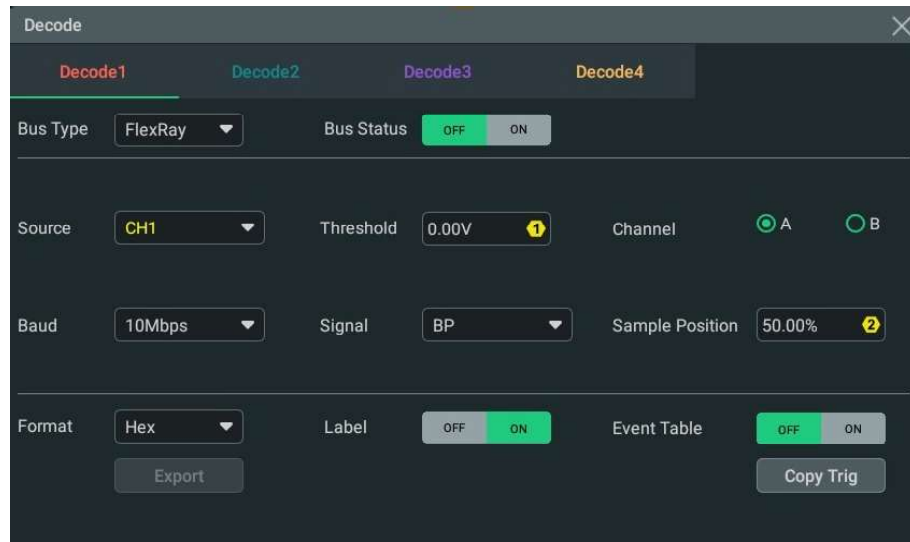 Decode
Decode1 Decode2 Decode3 Decode4
Bus Type FlexRay Bus Status OFF ON
Source CH1 Threshold 0.00V 1 Channel A B
Baud 10Mbps Signal BP Sample Position 50.00% 2
Format Hex Label OFF ON Event Table OFF ON
Export Copy Trig